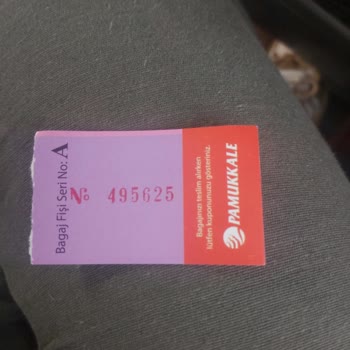 Bagaj Fişi Seri No: A
№ 495625
Bagajınızı teslim alırken
lütfen kuponunuzu gösteriniz.
PAMUKKALE